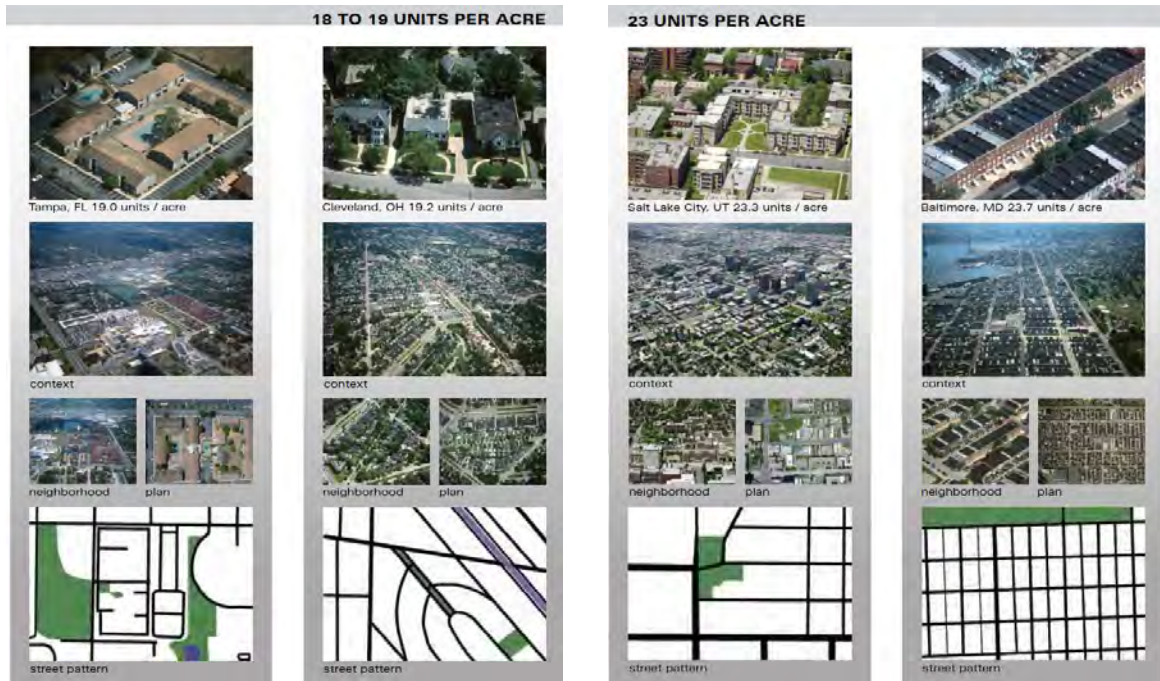 18 TO 19 UNITS PER ACRE
23 UNITS PER ACRE
Tampa, FL 19.0 units / acre
Cleveland, OH 19.2 units / acre
Salt Lake City, UT 23.3 units / acre
Baltimore, MD 23.7 units / acre
context
context
context
context
neighborhood
plan
neighborhood
plan
neighborhood
plan
neighborhood
plan
street pattern
street pattern
street pattern
street pattern